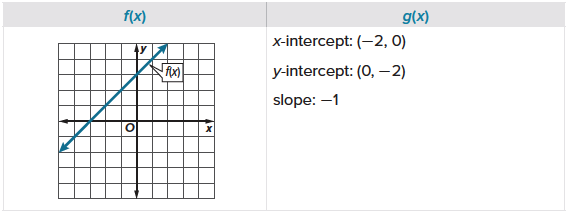 f(x)
g(x)
y
f(x)
O
x
x-intercept: (−2, 0)
y-intercept: (0, −2)
slope: −1